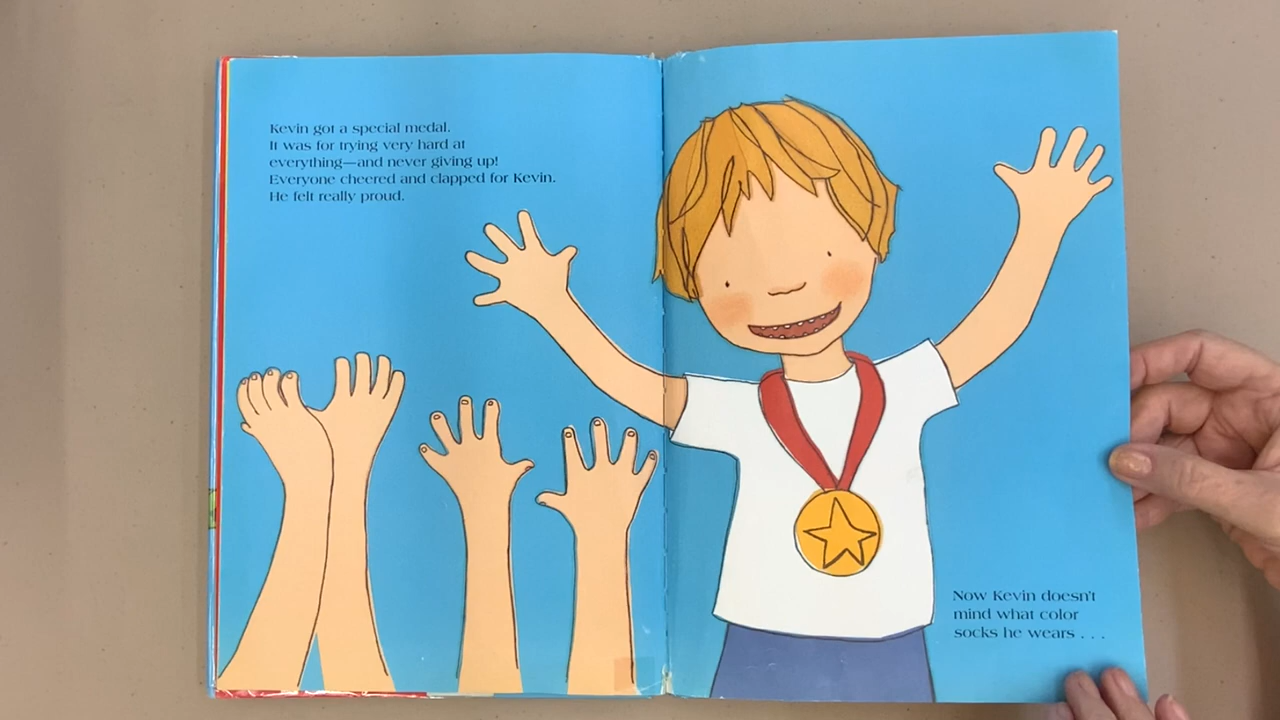 Kevin got a special medal.
It was for trying very hard at
everything—and never giving up!
Everyone cheered and clapped for Kevin.
He felt really proud.
Now Kevin doesn't
mind what color
socks he wears . . .